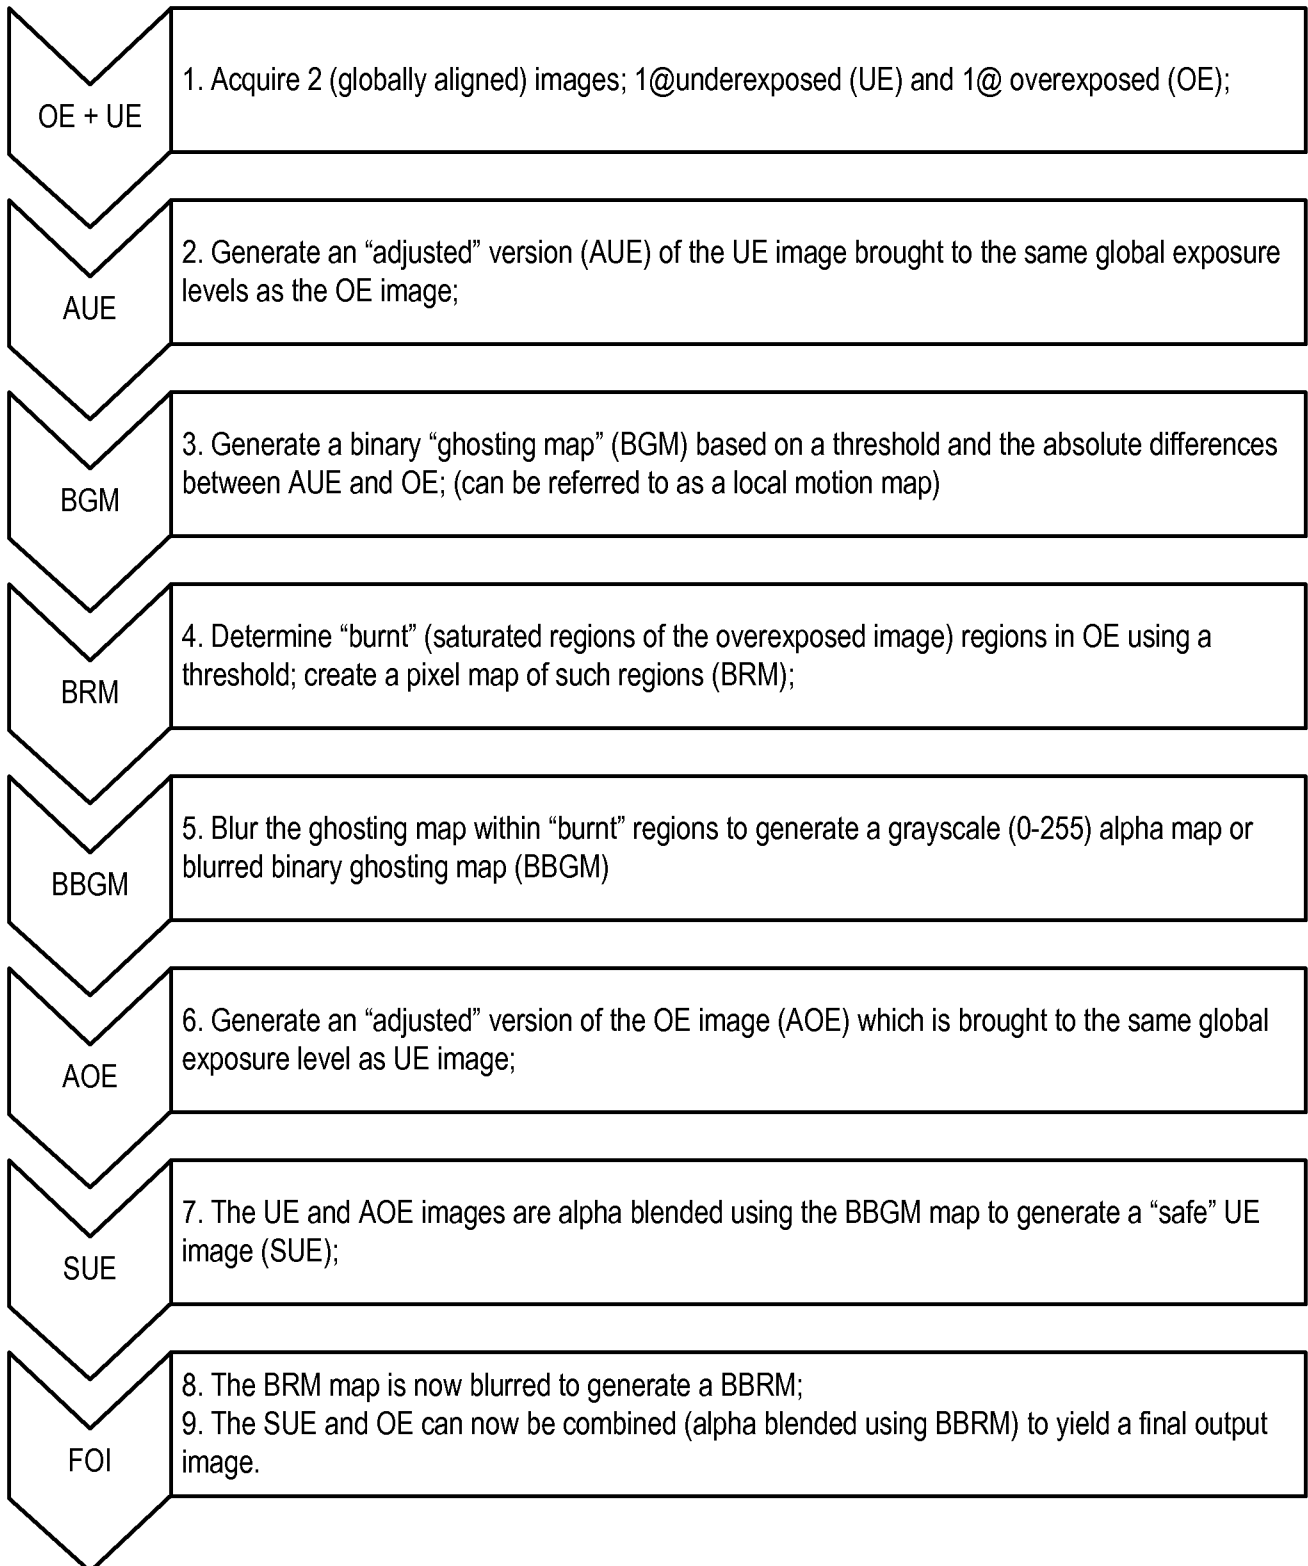 OE + UE
1. Acquire 2 (globally aligned) images; 1@underexposed (UE) and 1@ overexposed (OE);
AUE
2. Generate an “adjusted” version (AUE) of the UE image brought to the same global exposure
levels as the OE image;
BGM
3. Generate a binary “ghosting map” (BGM) based on a threshold and the absolute differences
between AUE and OE; (can be referred to as a local motion map)
BRM
4. Determine “burnt” (saturated regions of the overexposed image) regions in OE using a
threshold; create a pixel map of such regions (BRM);
BBGM
5. Blur the ghosting map within “burnt” regions to generate a grayscale (0-255) alpha map or
blurred binary ghosting map (BBGM)
AOE
6. Generate an “adjusted” version of the OE image (AOE) which is brought to the same global
exposure level as UE image;
SUE
7. The UE and AOE images are alpha blended using the BBGM map to generate a “safe” UE
image (SUE);
FOI
8. The BRM map is now blurred to generate a BBRM;
9. The SUE and OE can now be combined (alpha blended using BBRM) to yield a final output
image.